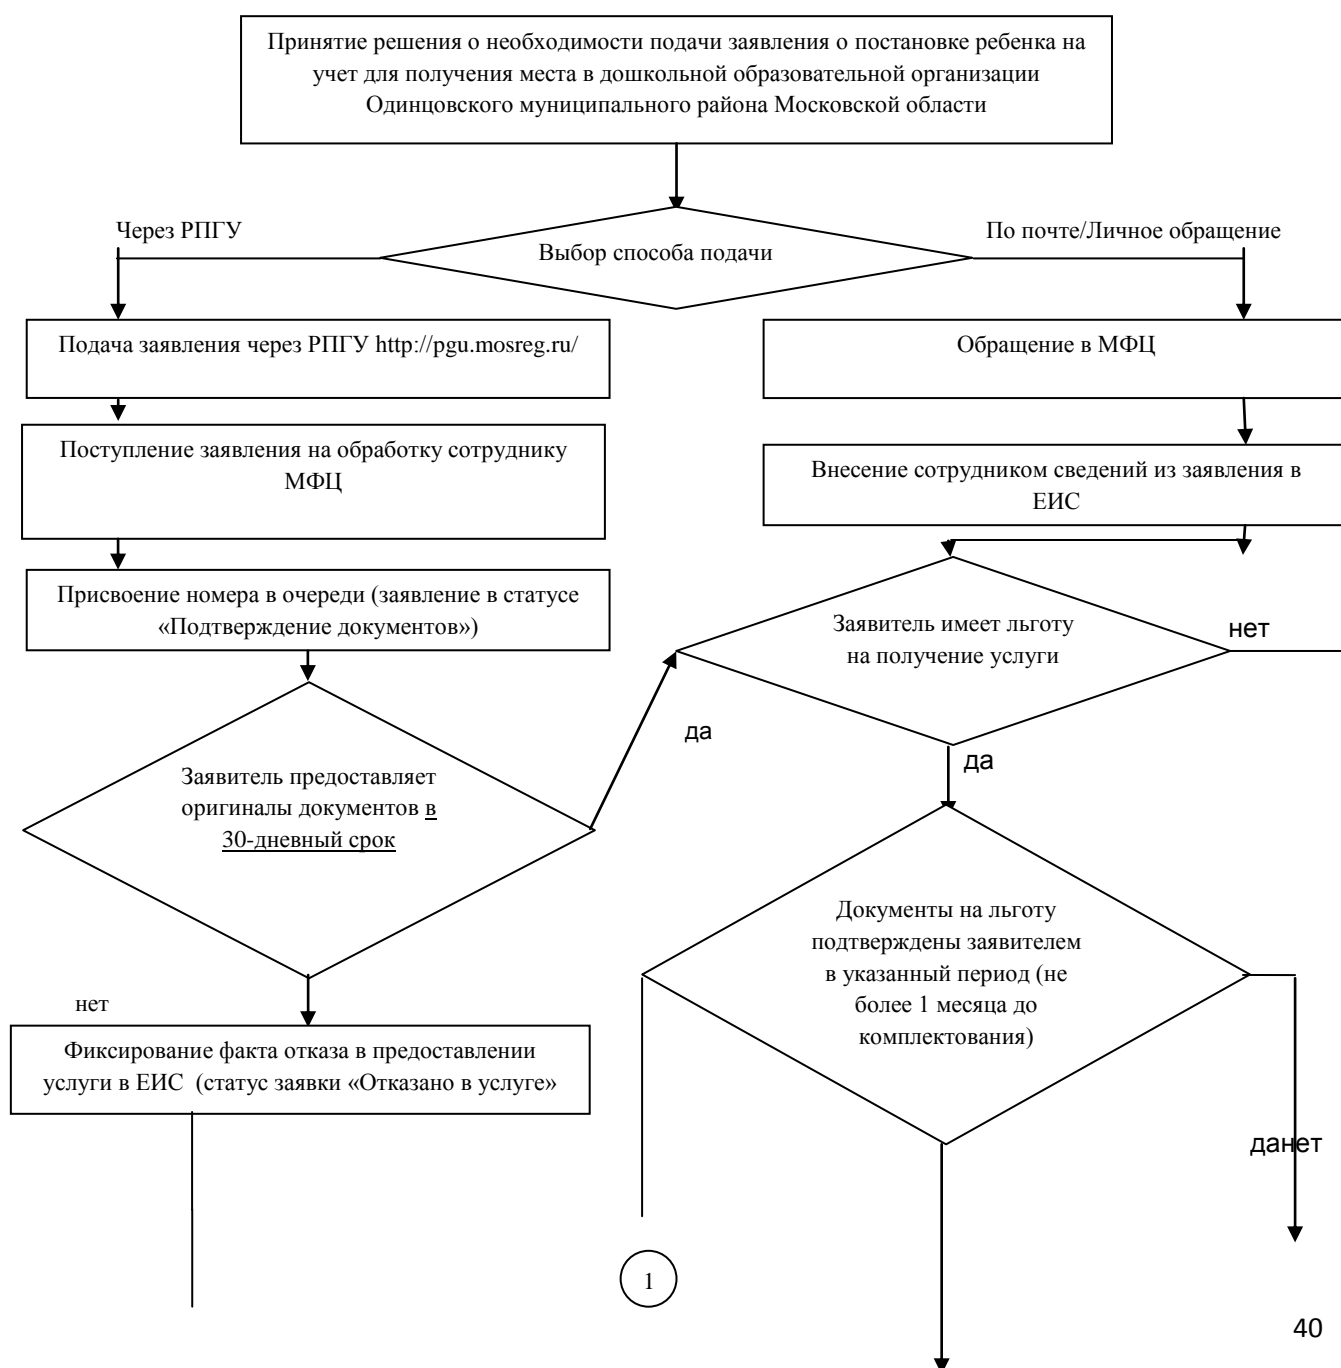 Принятие решения о необходимости подачи заявления о постановке ребенка на
учет для получения места в дошкольной образовательной организации
Одинцовского муниципального района Московской области
Через РПГУ
По почте/Личное обращение
Выбор способа подачи
Подача заявления через РПГУ http://pgu.mosreg.ru/
Обращение в МФЦ
Поступление заявления на обработку сотруднику
МФЦ
Внесение сотрудником сведений из заявления в
ЕИС
Присвоение номера в очереди (заявление в статусе
«Подтверждение документов»)
Заявитель имеет льготу
на получение услуги
нет
да
да
Заявитель предоставляет
оригиналы документов в
30-дневный срок
Документы на льготу
подтверждены заявителем
в указанный период (не
более 1 месяца до
комплектования)
нет
Фиксирование факта отказа в предоставлении
услуги в ЕИС (статус заявки «Отказано в услуге»
данет
1
40